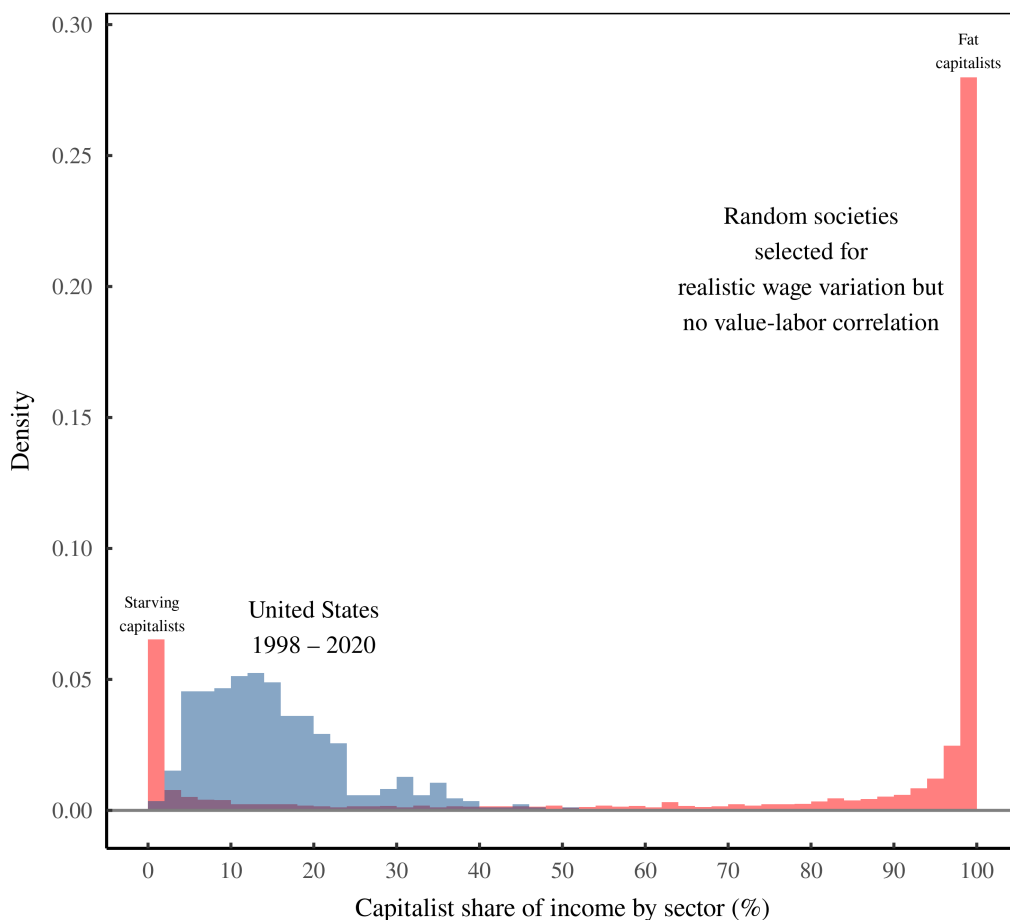 0.30
0.25
0.20
0.15
0.10
0.05
0.00
Density
Fat
capitalists
Random societies
selected for
realistic wage variation but
no value-labor correlation
Starving
capitalists
United States
1998 – 2020
0 10 20 30 40 50 60 70 80 90 100
Capitalist share of income by sector (%)